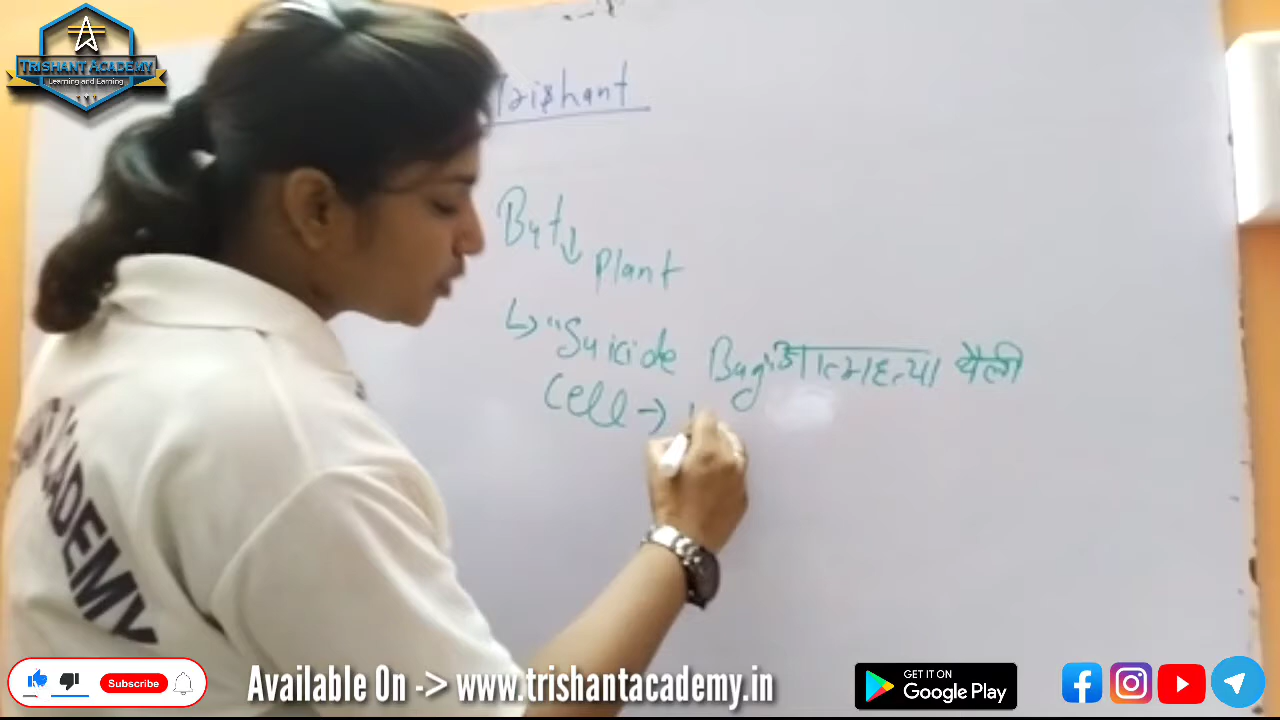 TRISHANT ACADEMY
Learning and Earning
Trishant
But ↓ Plant
↳ "Suicide Bag" आत्महत्या थैली
Cell →
ACADEMY
Subscribe
Available On -> www.trishantacademy.in
GET IT ON
Google Play